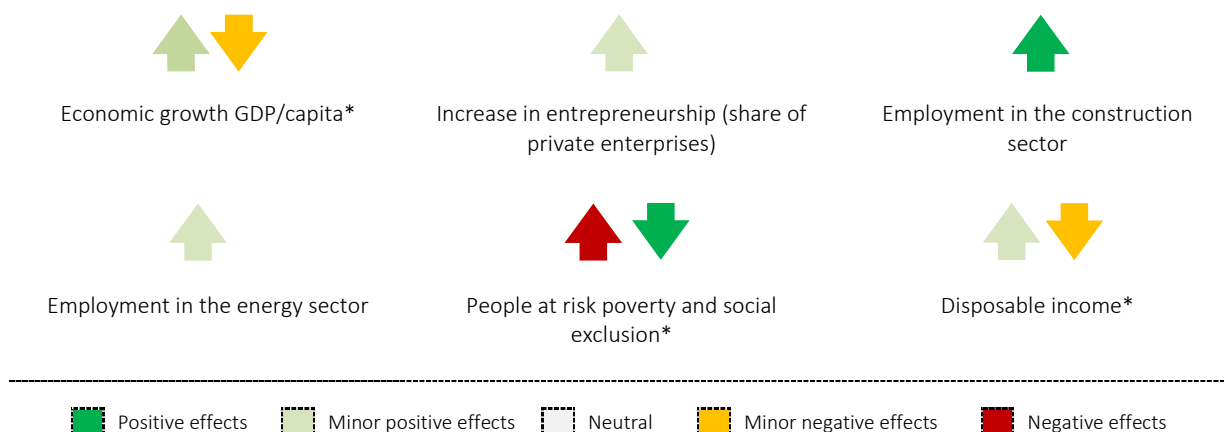 Economic growth GDP/capita*
Increase in entrepreneurship (share of
private enterprises)
Employment in the construction
sector
Employment in the energy sector
People at risk poverty and social
exclusion*
Disposable income*
Positive effects
Minor positive effects
Neutral
Minor negative effects
Negative effects